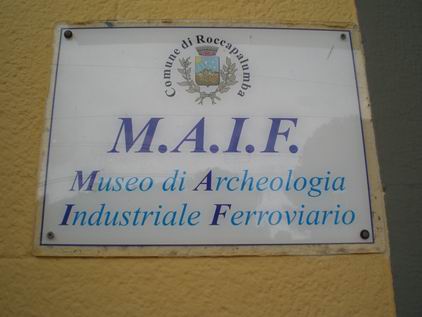 Comune di Roccapalumba
M.A.I.F.
Museo di Archeologia
Industriale Ferroviario